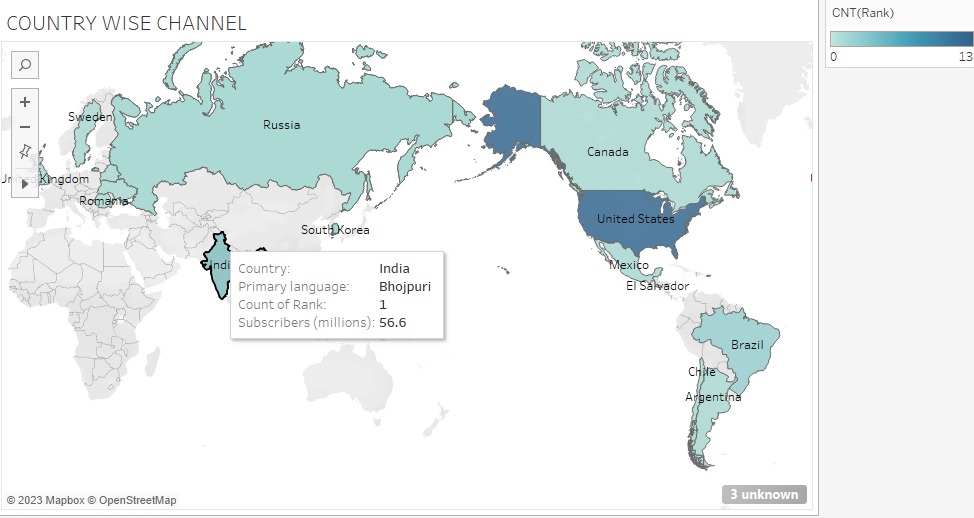 COUNTRY WISE CHANNEL
CNT(Rank)
0 13
Sweden
Russia
Canada
Kingdom
Romania
United States
South Korea
Indi
Mexico
El Salvador
Country: India
Primary language: Bhojpuri
Count of Rank: 1
Subscribers (millions): 56.6
Brazil
Chile
Argentina
© 2023 Mapbox © OpenStreetMap
3 unknown